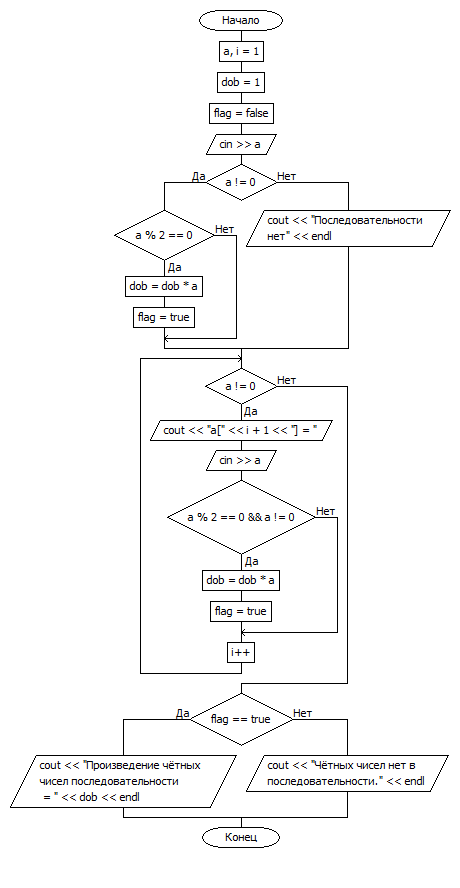 Начало
a, i = 1
dob = 1
flag = false
cin >> a
a != 0
Да
Нет
a % 2 == 0
Нет
Да
cout << "Последовательности
нет" << endl
dob = dob * a
flag = true
a != 0
Нет
Да
cout << "a[" << i + 1 << "] = "
cin >> a
a % 2 == 0 && a != 0
Нет
Да
dob = dob * a
flag = true
i++
flag == true
Да
Нет
cout << "Произведение чётных
чисел последовательности
= " << dob << endl
cout << "Чётных чисел нет в
последовательности." << endl
Конец